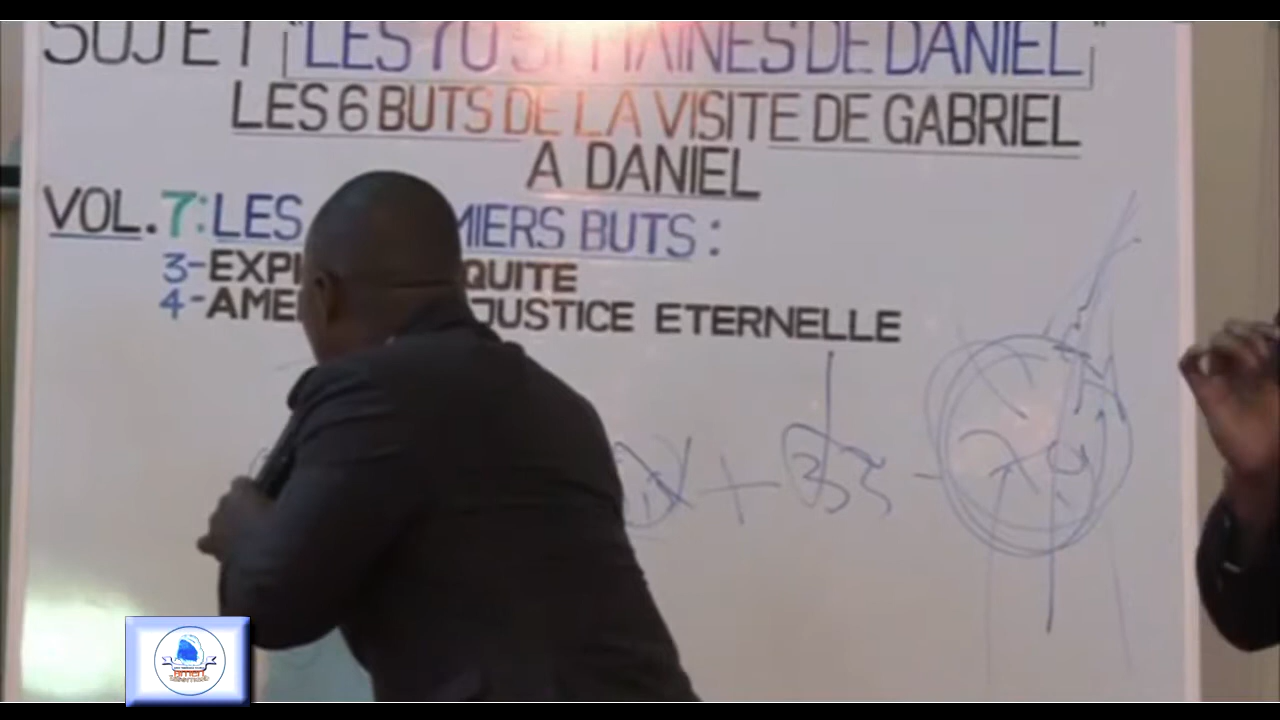 SUJET "LES 70 SEMAINES DE DANIEL"
LES 6 BUTS DE LA VISITE DE GABRIEL
A DANIEL
VOL. 7: LES MIERS BUTS :
3-EXPI QUITE
4-AME JUSTICE ETERNELLE